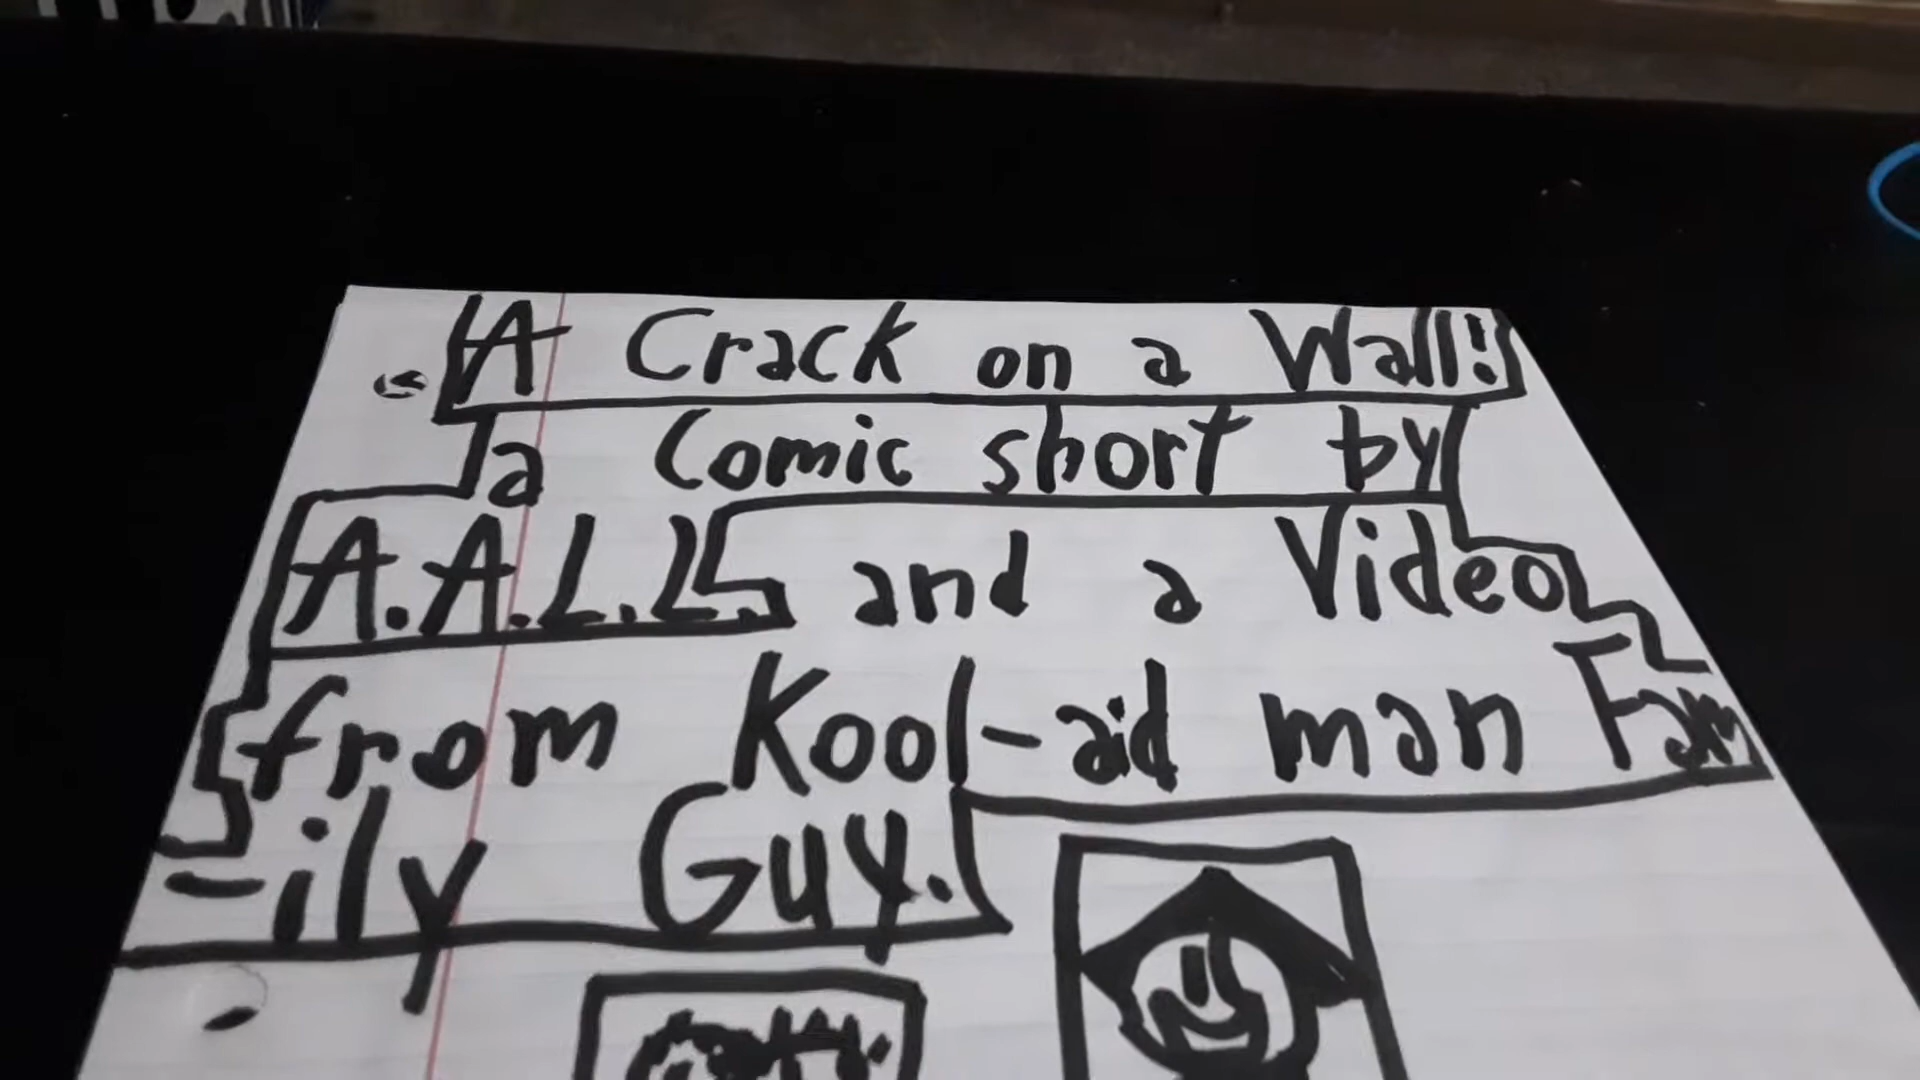 A Crack on a Wall!
a Comic short by
A.A.L.L. and a Video
from Kool-aid man Fam
-ily Guy.